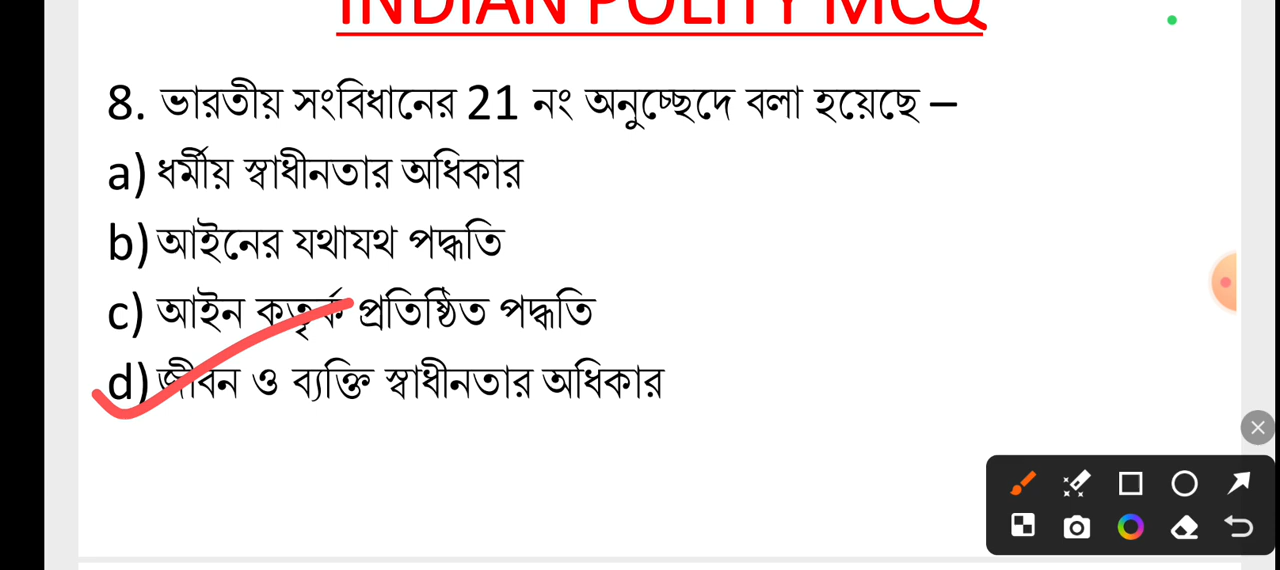 INDIAN POLITY MCQ
8. ভারতীয় সংবিধানের 21 নং অনুচ্ছেদে বলা হয়েছে –
a) ধর্মীয় স্বাধীনতার অধিকার
b) আইনের যথাযথ পদ্ধতি
c) আইন কতৃর্ক প্রতিষ্ঠিত পদ্ধতি
d) জীবন ও ব্যক্তি স্বাধীনতার অধিকার